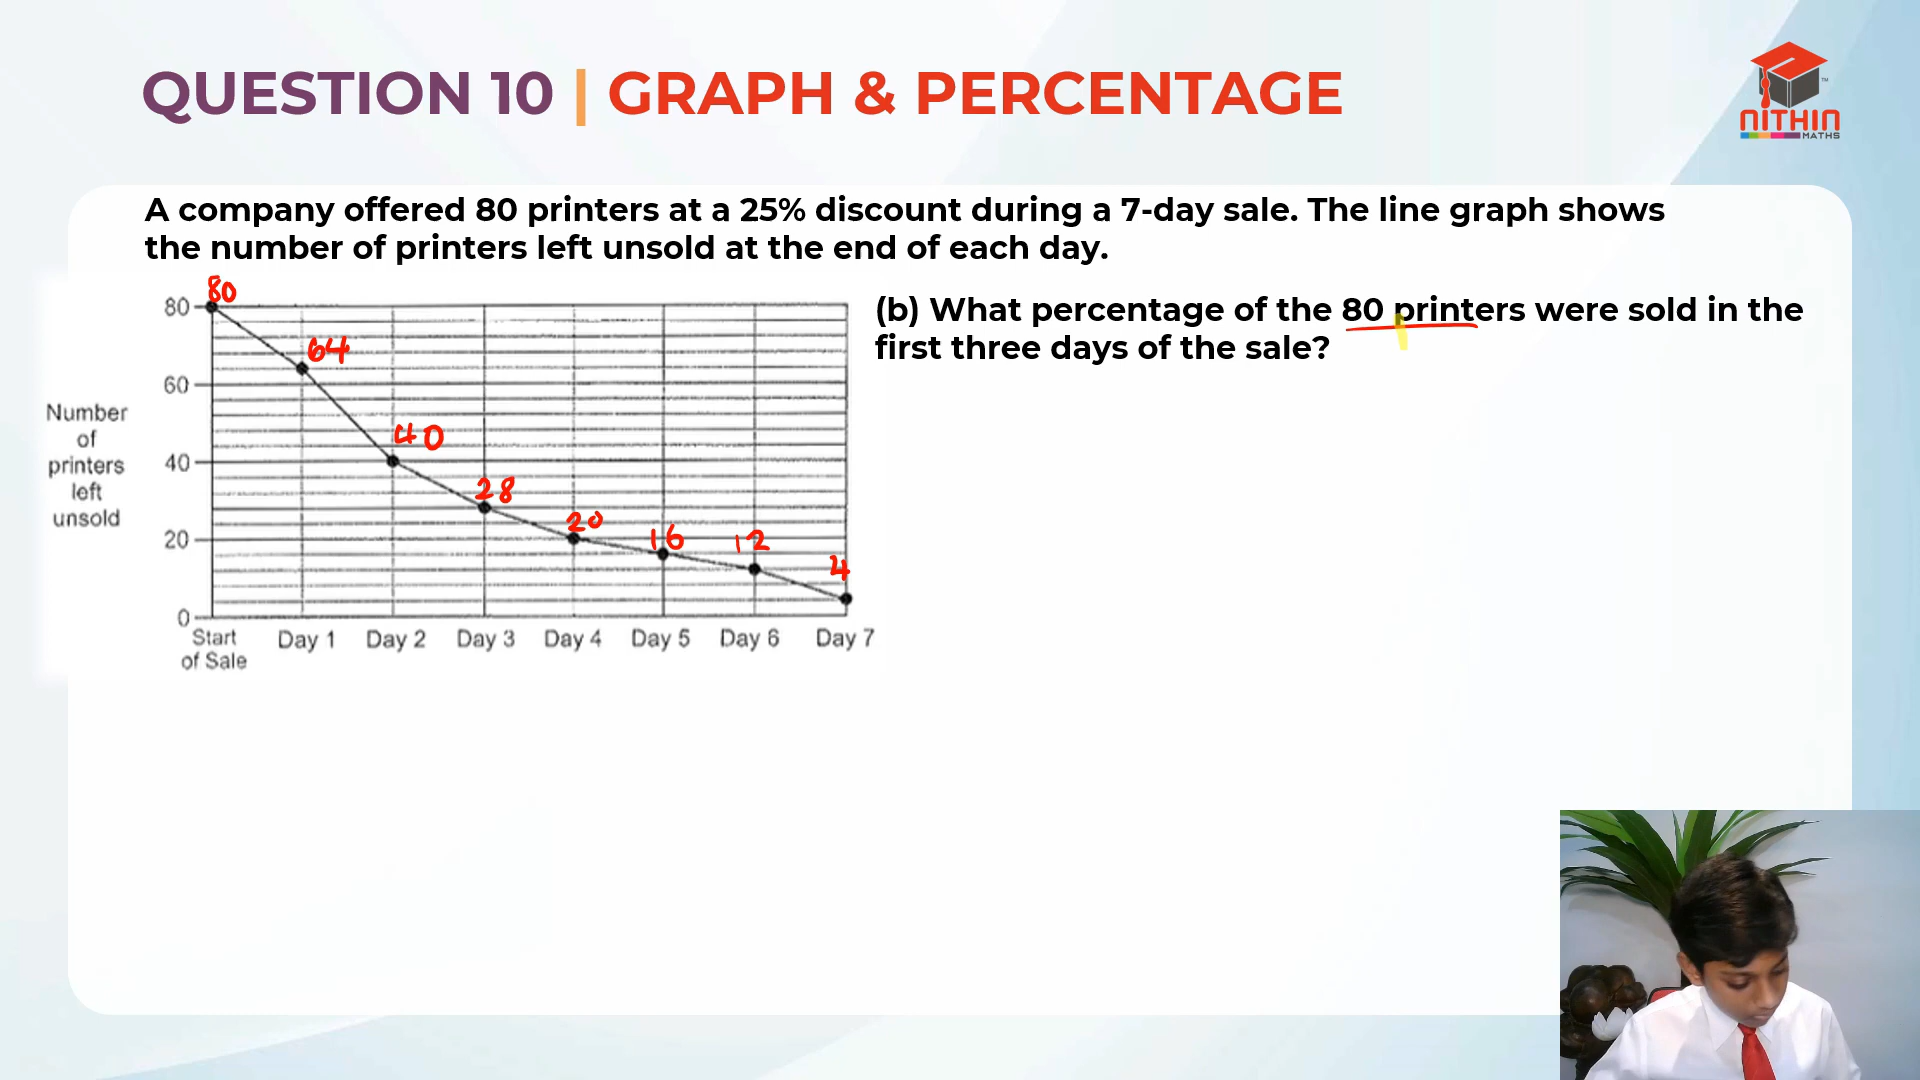 QUESTION 10 | GRAPH & PERCENTAGE
NITHIN
MATHS
TM
A company offered 80 printers at a 25% discount during a 7-day sale. The line graph shows
the number of printers left unsold at the end of each day.
(b) What percentage of the 80 printers were sold in the
first three days of the sale?
Number
of
printers
left
unsold
80
60
40
20
0
80
64
40
28
20
16
12
4
Start
of Sale
Day 1
Day 2
Day 3
Day 4
Day 5
Day 6
Day 7